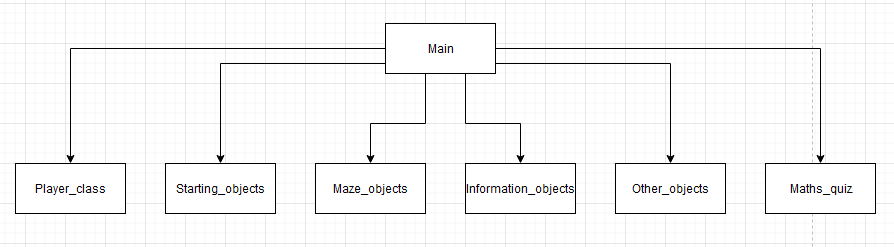 Main
Player_class
Starting_objects
Maze_objects
Information_objects
Other_objects
Maths_quiz